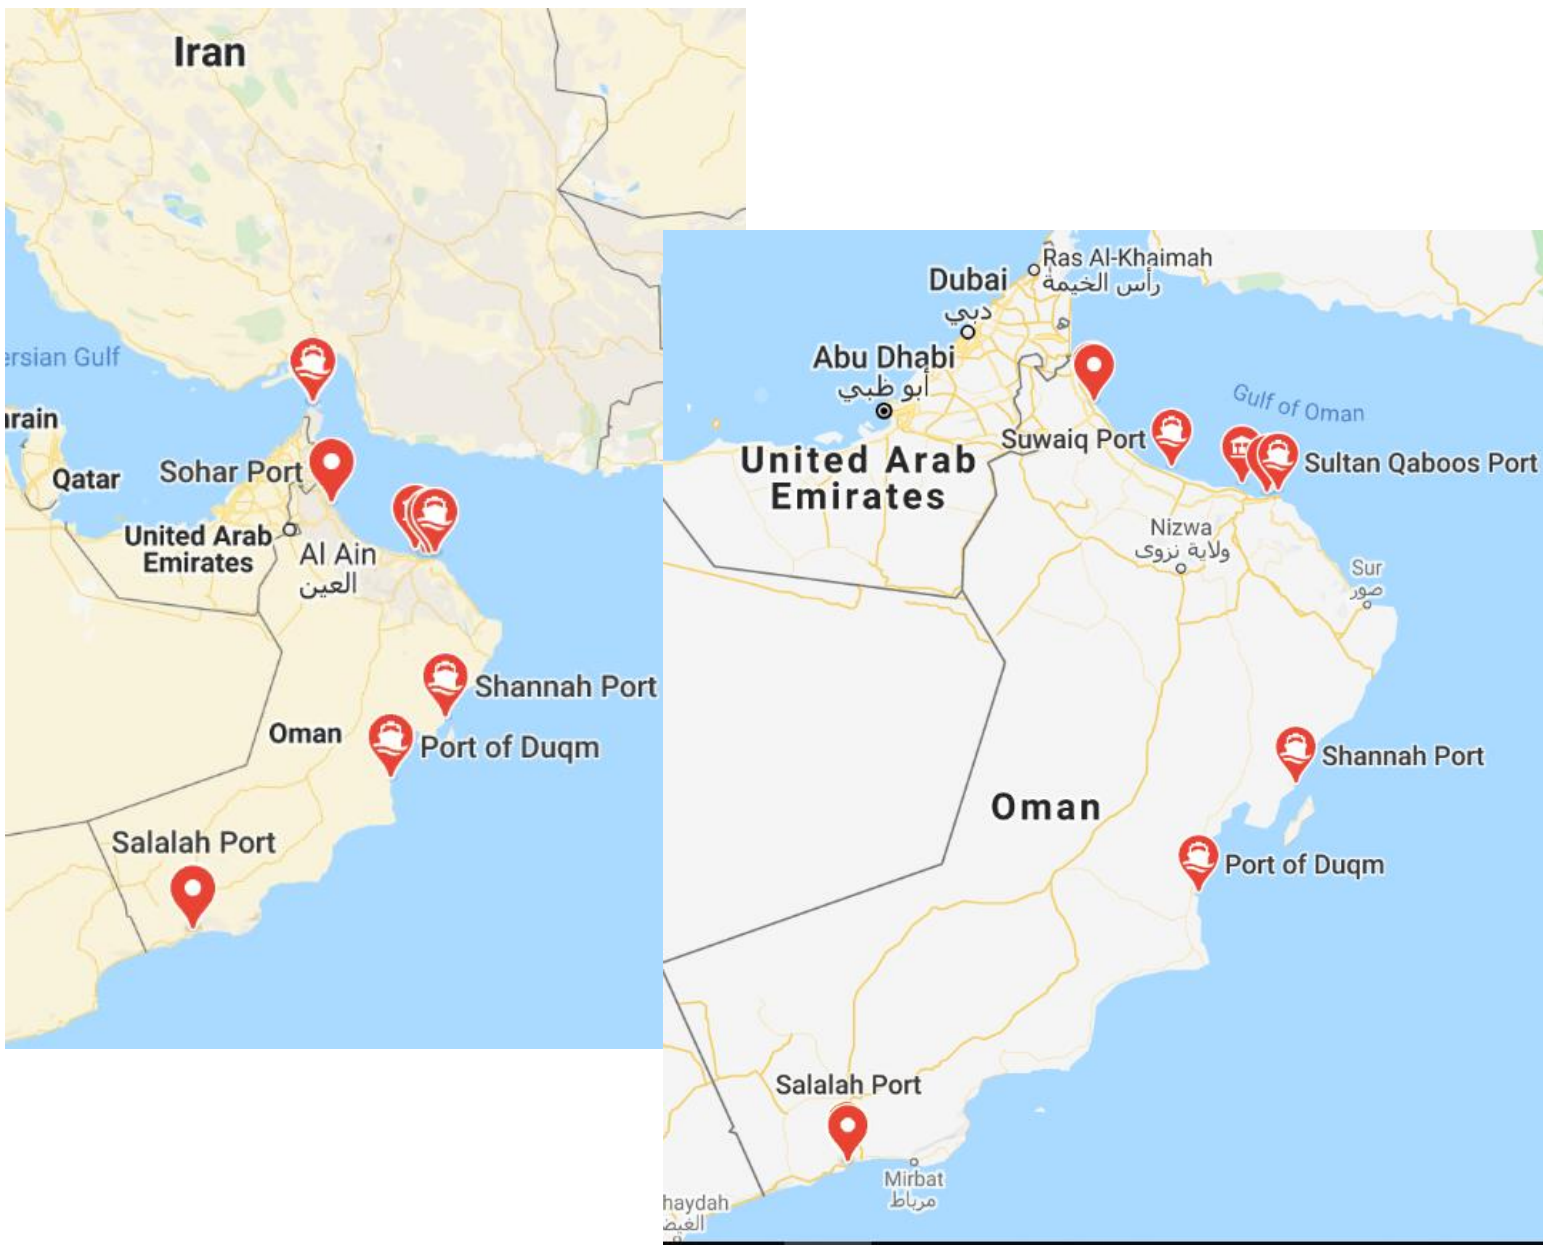 Iran
ersian Gulf
rain
Qatar
Sohar Port
United Arab
Emirates
Al Ain
العين
Shannah Port
Oman
Port of Duqm
Salalah Port
Ras Al-Khaimah
رأس الخيمة
Dubai
دبي
Abu Dhabi
أبو ظبي
Gulf of Oman
Suwaiq Port
United Arab
Emirates
Sultan Qaboos Port
Nizwa
ولاية نزوى
Sur
صور
Shannah Port
Oman
Port of Duqm
Salalah Port
Mirbat
مرباط
haydah
الغيض